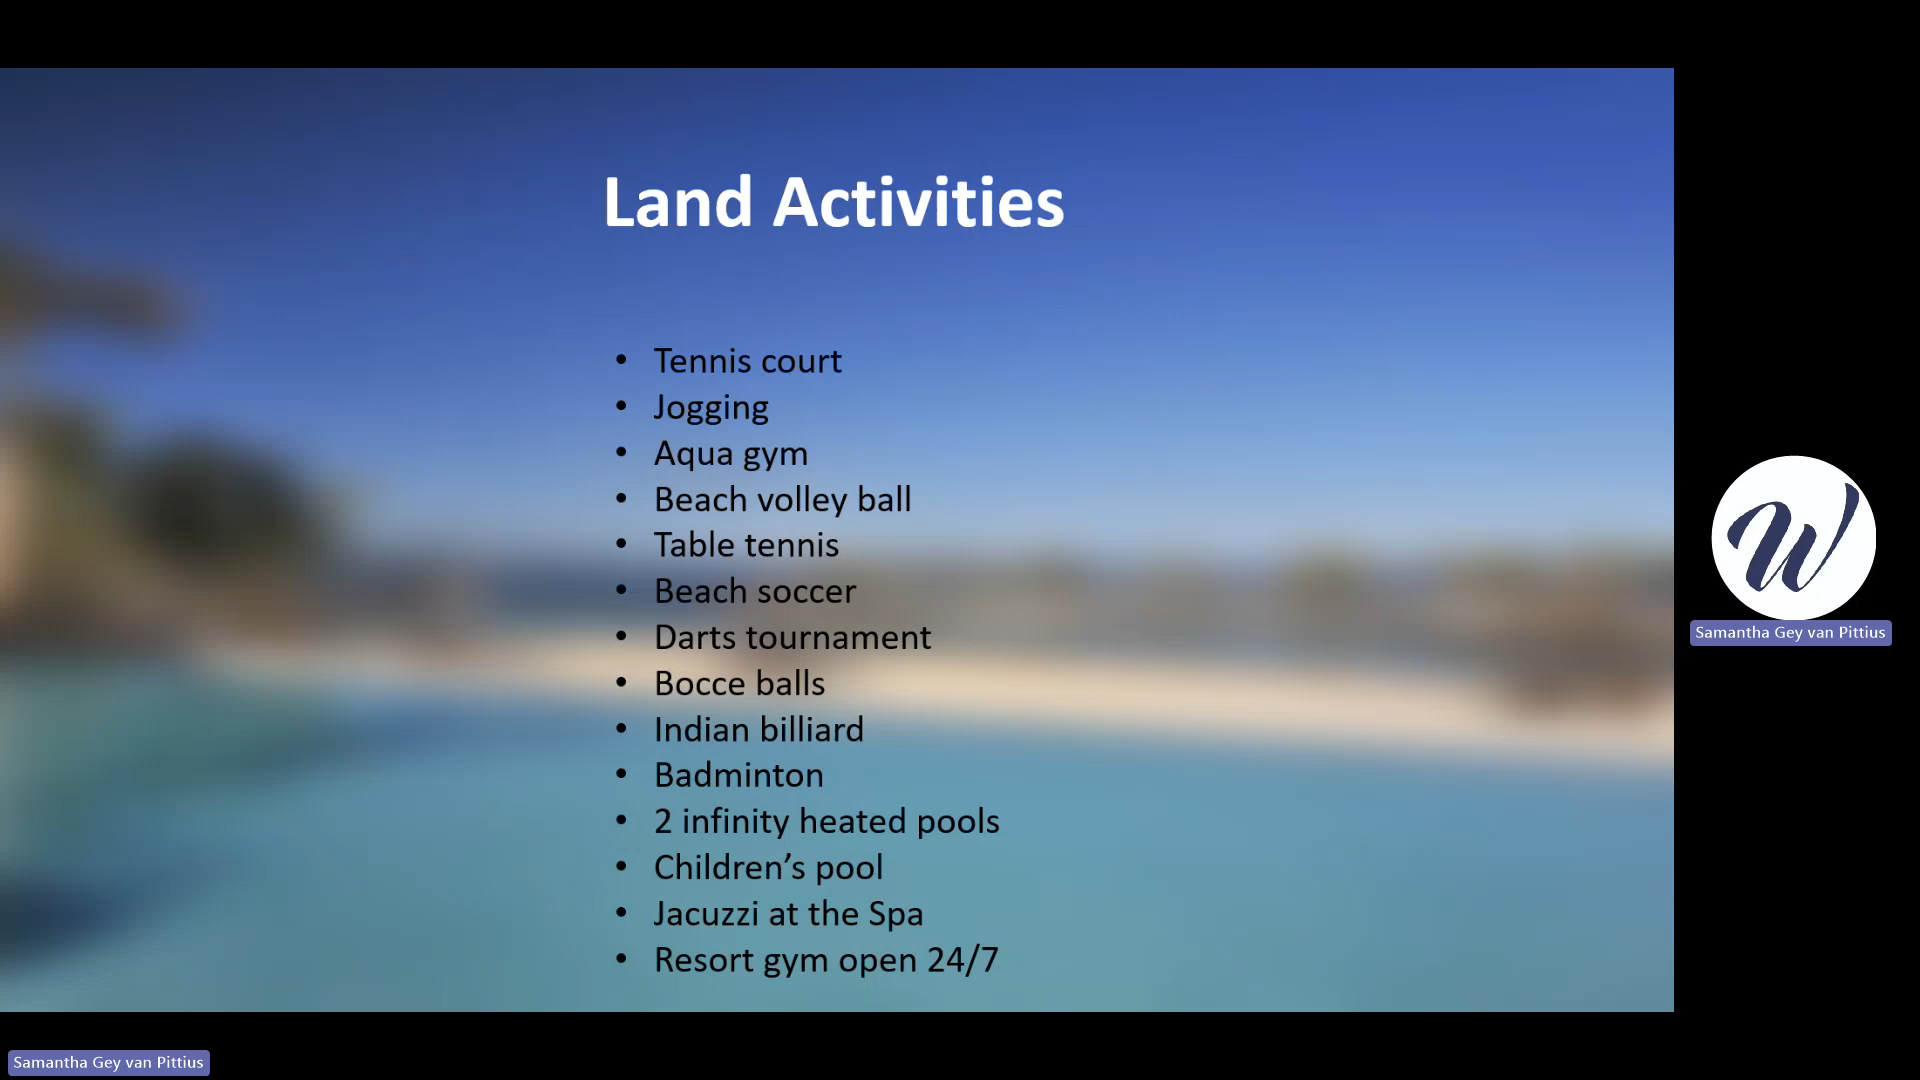 Land Activities
• Tennis court
• Jogging
• Aqua gym
• Beach volley ball
• Table tennis
• Beach soccer
• Darts tournament
• Bocce balls
• Indian billiard
• Badminton
• 2 infinity heated pools
• Children’s pool
• Jacuzzi at the Spa
• Resort gym open 24/7
W
Samantha Gey van Pittius
Samantha Gey van Pittius